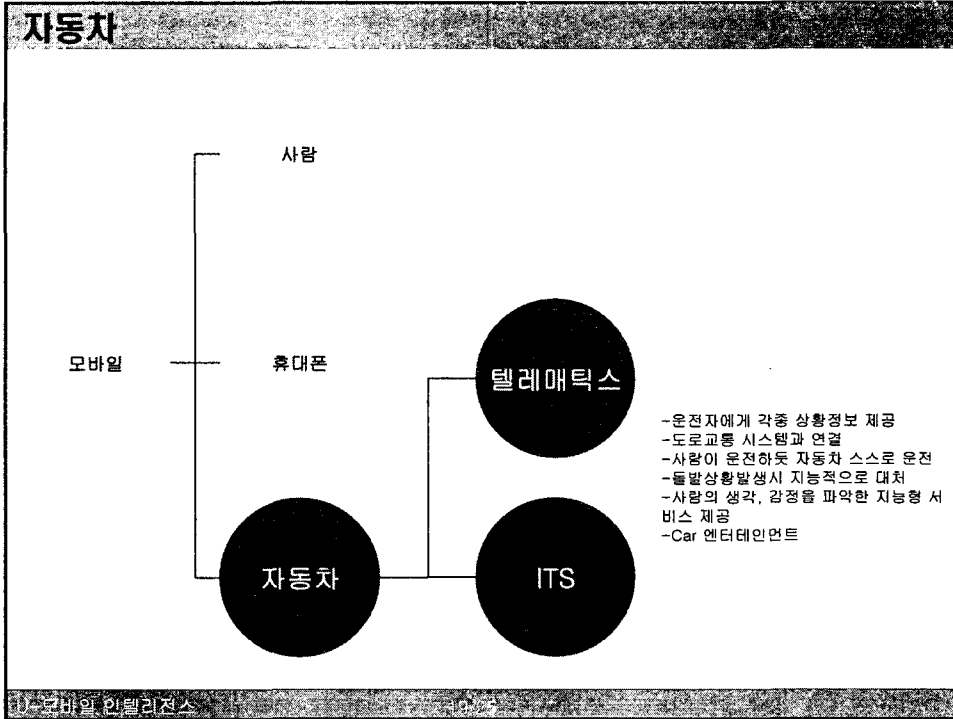 자동차
사람
모바일
휴대폰
텔레매틱스
-운전자에게 각종 상황정보 제공
-도로교통 시스템과 연결
-사람이 운전하듯 자동차 스스로 운전
-돌발상황발생시 지능적으로 대처
-사람의 생각, 감정을 파악한 지능형 서
비스 제공
-Car 엔터테인먼트
자동차
ITS
U-모바일 인텔리전스